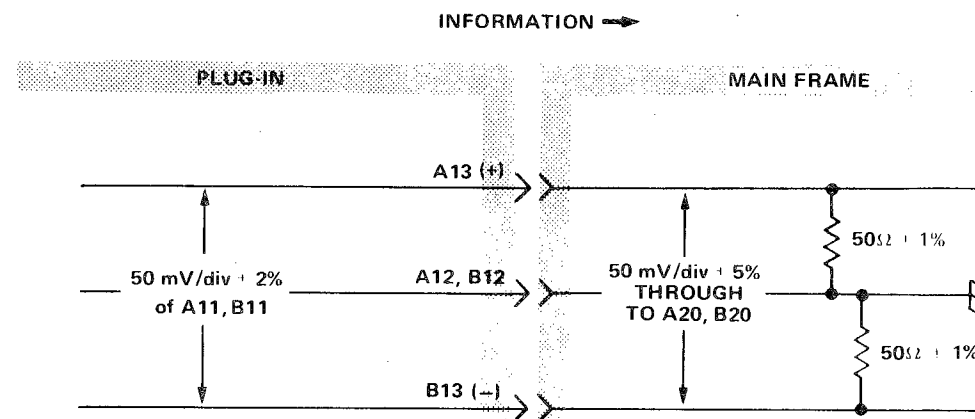 INFORMATION
PLUG-IN
MAIN FRAME
A13 (+)
50Ω ± 1%
50 mV/div ± 2%
of A11, B11
A12, B12
50 mV/div ± 5%
THROUGH
TO A20, B20
50Ω ± 1%
B13 (−)